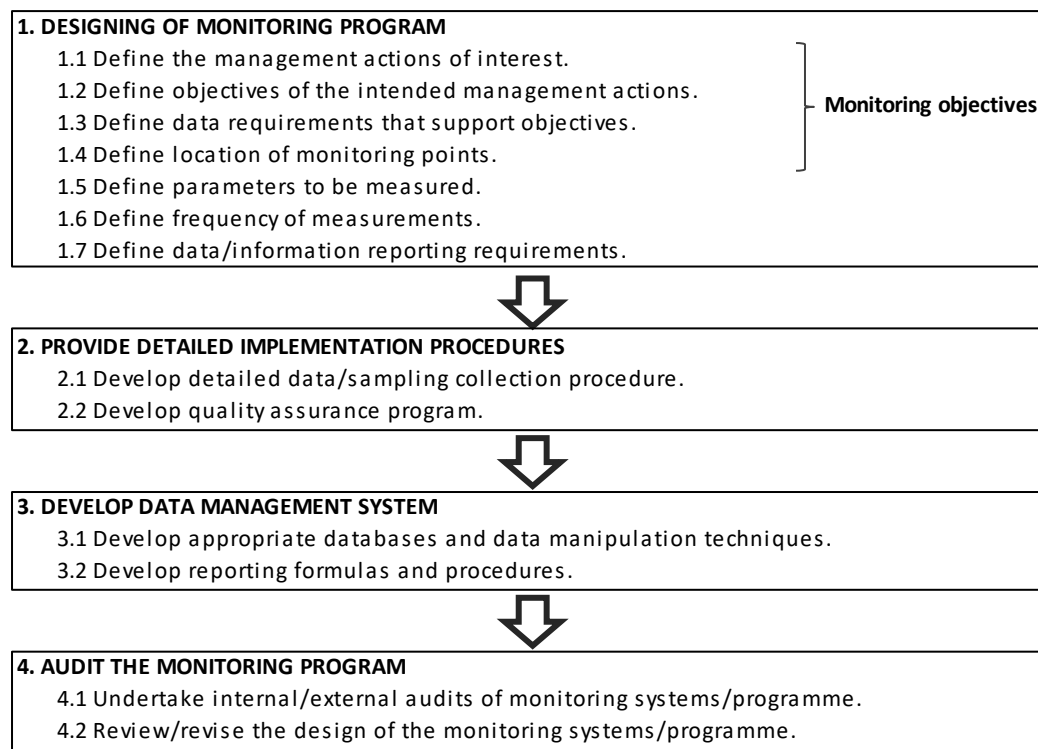 1. DESIGNING OF MONITORING PROGRAM
1.1 Define the management actions of interest.
1.2 Define objectives of the intended management actions.
1.3 Define data requirements that support objectives.
1.4 Define location of monitoring points.
Monitoring objectives
1.5 Define parameters to be measured.
1.6 Define frequency of measurements.
1.7 Define data/information reporting requirements.
2. PROVIDE DETAILED IMPLEMENTATION PROCEDURES
2.1 Develop detailed data/sampling collection procedure.
2.2 Develop quality assurance program.
3. DEVELOP DATA MANAGEMENT SYSTEM
3.1 Develop appropriate databases and data manipulation techniques.
3.2 Develop reporting formulas and procedures.
4. AUDIT THE MONITORING PROGRAM
4.1 Undertake internal/external audits of monitoring systems/programme.
4.2 Review/revise the design of the monitoring systems/programme.